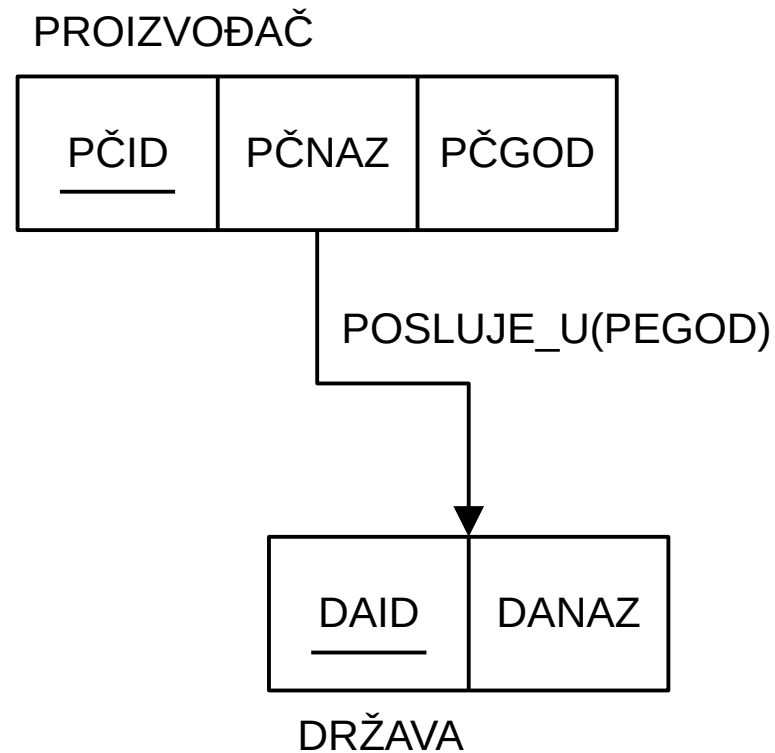 PROIZVOĐAČ
PČID PČNAZ PČGOD
POSLUJE_U(PEGOD)
DAID DANAZ
DRŽAVA